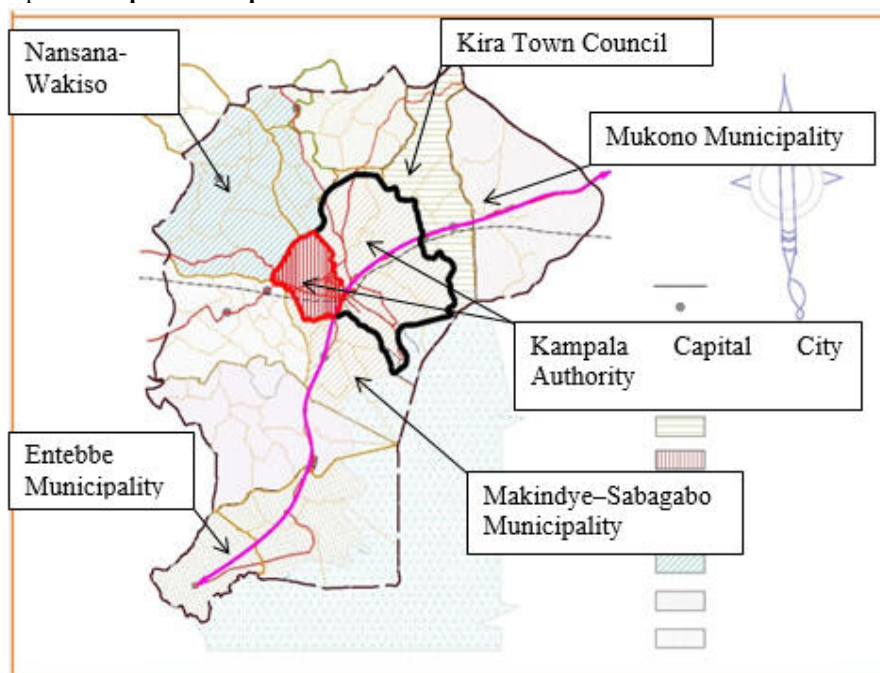 Kira Town Council
Nansana-
Wakiso
Mukono Municipality
Kampala Capital City
Authority
Entebbe
Municipality
Makindye–Sabagabo
Municipality